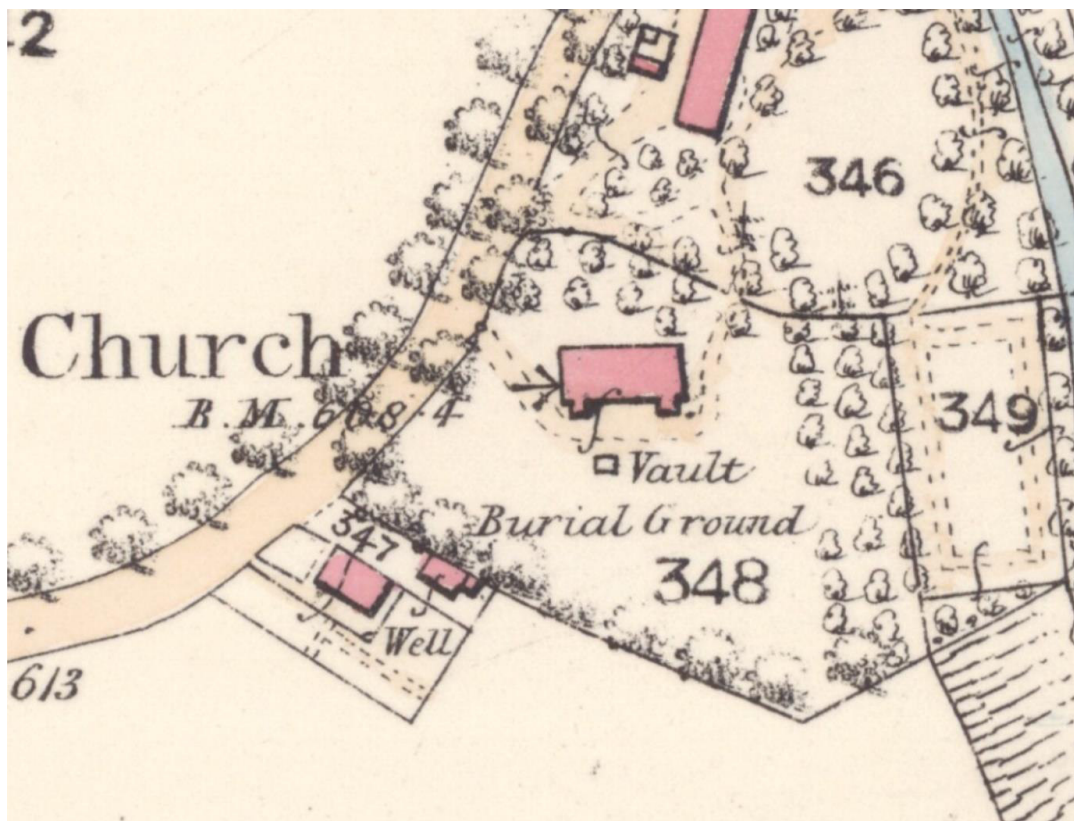 -2
346
Church
B.M. 608.4
349
Vault
Burial Ground
347
348
Well
613